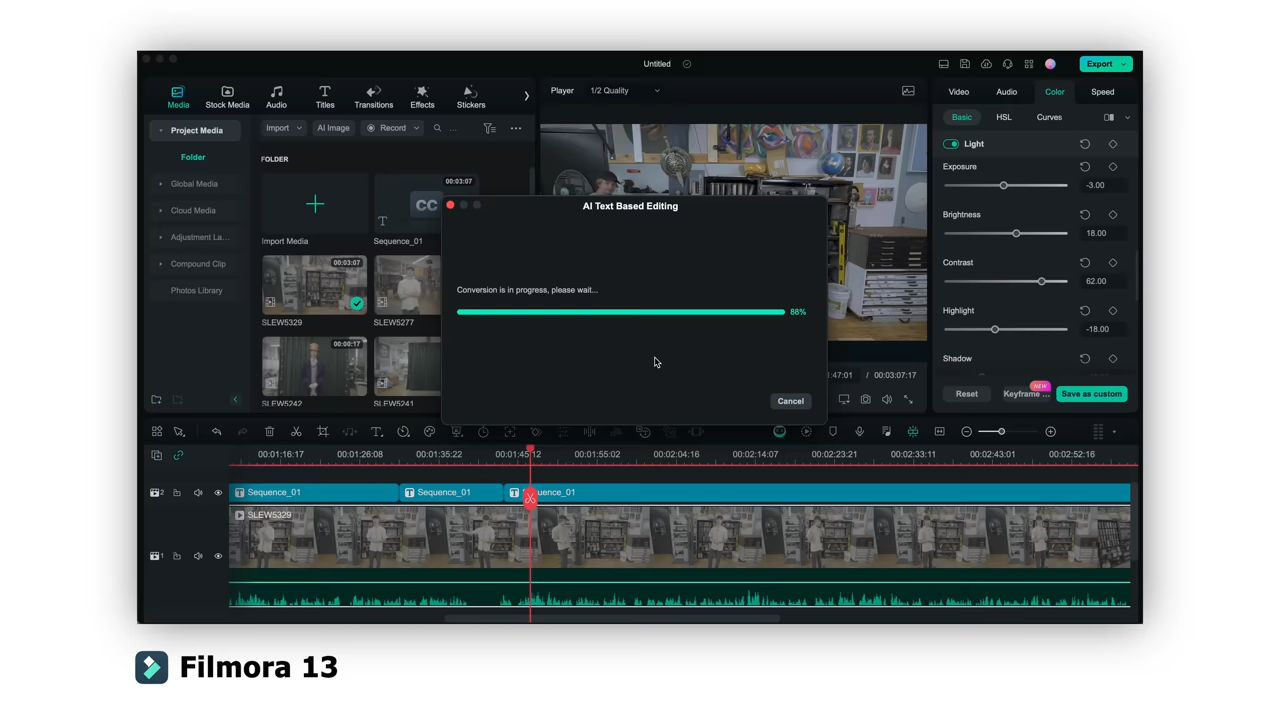 Untitled
Export
Media
Stock Media
Audio
Titles
Transitions
Effects
Stickers
Player
1/2 Quality
Video
Audio
Color
Speed
Project Media
Import
AI Image
Record
...
Basic
HSL
Curves
Folder
FOLDER
Light
Global Media
Cloud Media
Adjustment La...
Compound Clip
Photos Library
00:03:07
CC
Import Media
Sequence_01
00:03:07
SLEW5329
SLEW5277
00:00:17
SLEW5242
SLEW5241
AI Text Based Editing
Conversion is in progress, please wait...
88%
Cancel
Exposure
-3.00
Brightness
18.00
Contrast
62.00
Highlight
-18.00
Shadow
:47:01 / 00:03:07:17
NEW
Reset
Keyframe ...
Save as custom
00:01:16:17
00:01:26:08
00:01:35:22
00:01:45:12
00:01:55:02
00:02:04:16
00:02:14:07
00:02:23:21
00:02:33:11
00:02:43:01
00:02:52:16
2
Sequence_01
Sequence_01
uence_01
SLEW5329
1
Filmora 13